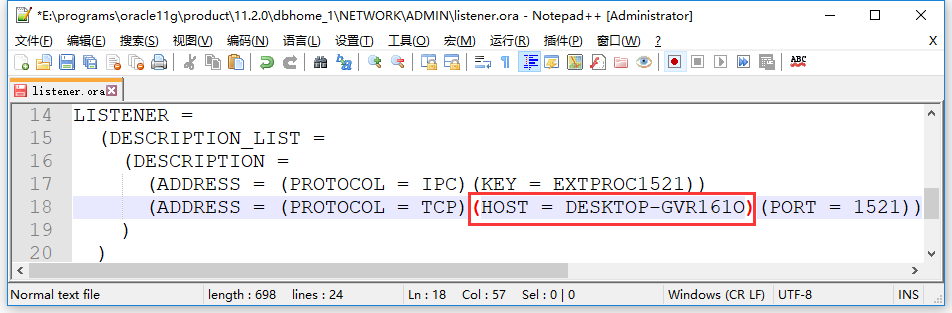 *E:\programs\oracle11g\product\11.2.0\dbhome_1\NETWORK\ADMIN\listener.ora - Notepad++ [Administrator]
文件(F) 编辑(E) 搜索(S) 视图(V) 编码(N) 语言(L) 设置(T) 工具(O) 宏(M) 运行(R) 插件(P) 窗口(W) ? X
ABC
listener.ora
14 LISTENER =
15 (DESCRIPTION_LIST =
16 (DESCRIPTION =
17 (ADDRESS = (PROTOCOL = IPC)(KEY = EXTPROC1521))
18 (ADDRESS = (PROTOCOL = TCP)(HOST = DESKTOP-GVR161O)(PORT = 1521))
19 )
20 )
Normal text file length : 698 lines : 24 Ln : 18 Col : 57 Sel : 0 | 0 Windows (CR LF) UTF-8 INS